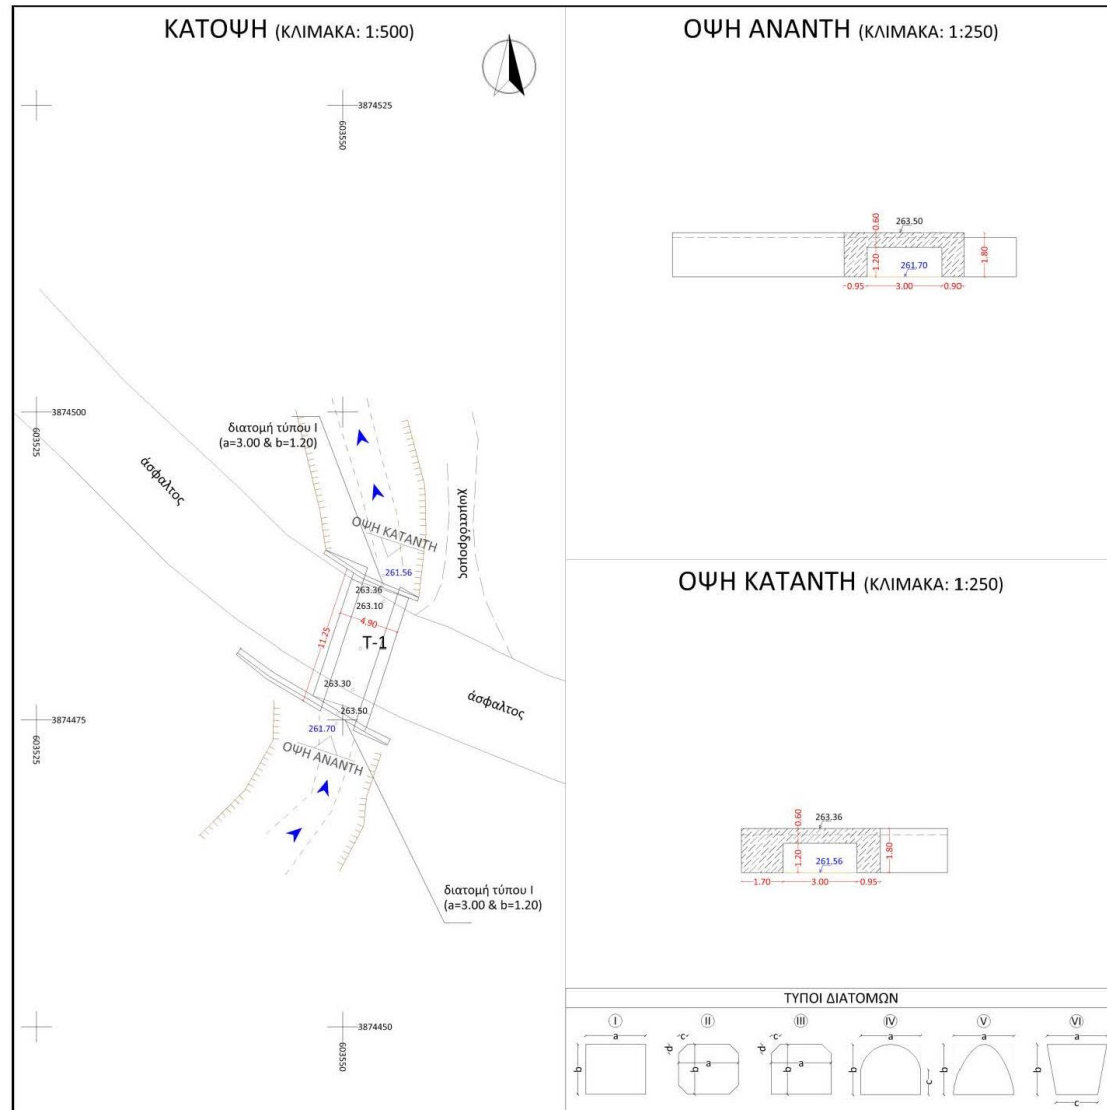 ΚΑΤΟΨΗ (ΚΛΙΜΑΚΑ: 1:500)
3874525
603550
3874500
603525
διατομή τύπου Ι
(a=3.00 & b=1.20)
άσφαλτος
χωματόδρομος
ΟΨΗ ΚΑΤΑΝΤΗ
261.56
263.36
263.10
4.90
11.25
T-1
263.30
263.50
άσφαλτος
3874475
603525
261.70
ΟΨΗ ΑΝΑΝΤΗ
διατομή τύπου Ι
(a=3.00 & b=1.20)
3874450
603550
ΟΨΗ ΑΝΑΝΤΗ (ΚΛΙΜΑΚΑ: 1:250)
0.60
263.50
1.20
261.70
1.80
0.95
3.00
0.90
ΟΨΗ ΚΑΤΑΝΤΗ (ΚΛΙΜΑΚΑ: 1:250)
0.60
263.36
1.20
261.56
1.80
1.70
3.00
0.95
ΤΥΠΟΙ ΔΙΑΤΟΜΩΝ
I II III IV V VI
a
b
c
d
b
a
c
d
b
a
a
b
c
a
b
a
b
c